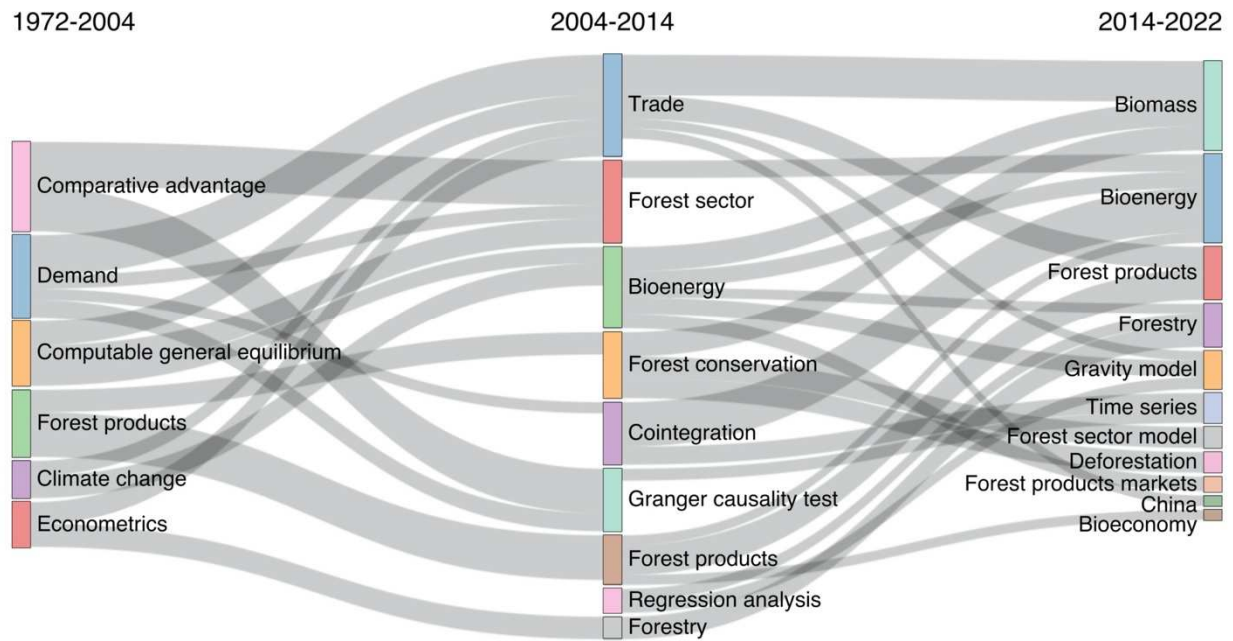 1972-2004
2004-2014
2014-2022
Comparative advantage
Demand
Computable general equilibrium
Forest products
Climate change
Econometrics
Trade
Forest sector
Bioenergy
Forest conservation
Cointegration
Granger causality test
Forest products
Regression analysis
Forestry
Biomass
Bioenergy
Forest products
Forestry
Gravity model
Time series
Forest sector model
Deforestation
Forest products markets
China
Bioeconomy